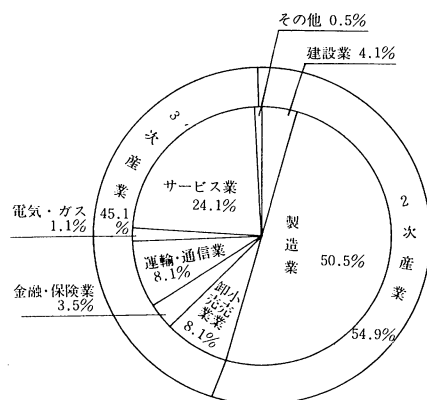 その他 0.5%
建設業 4.1%
3次産業
45.1%
2次産業
54.9%
製造業
50.5%
サービス業
24.1%
電気・ガス
1.1%
運輸・通信業
8.1%
金融・保険業
3.5%
卸売業
小売業
8.1%